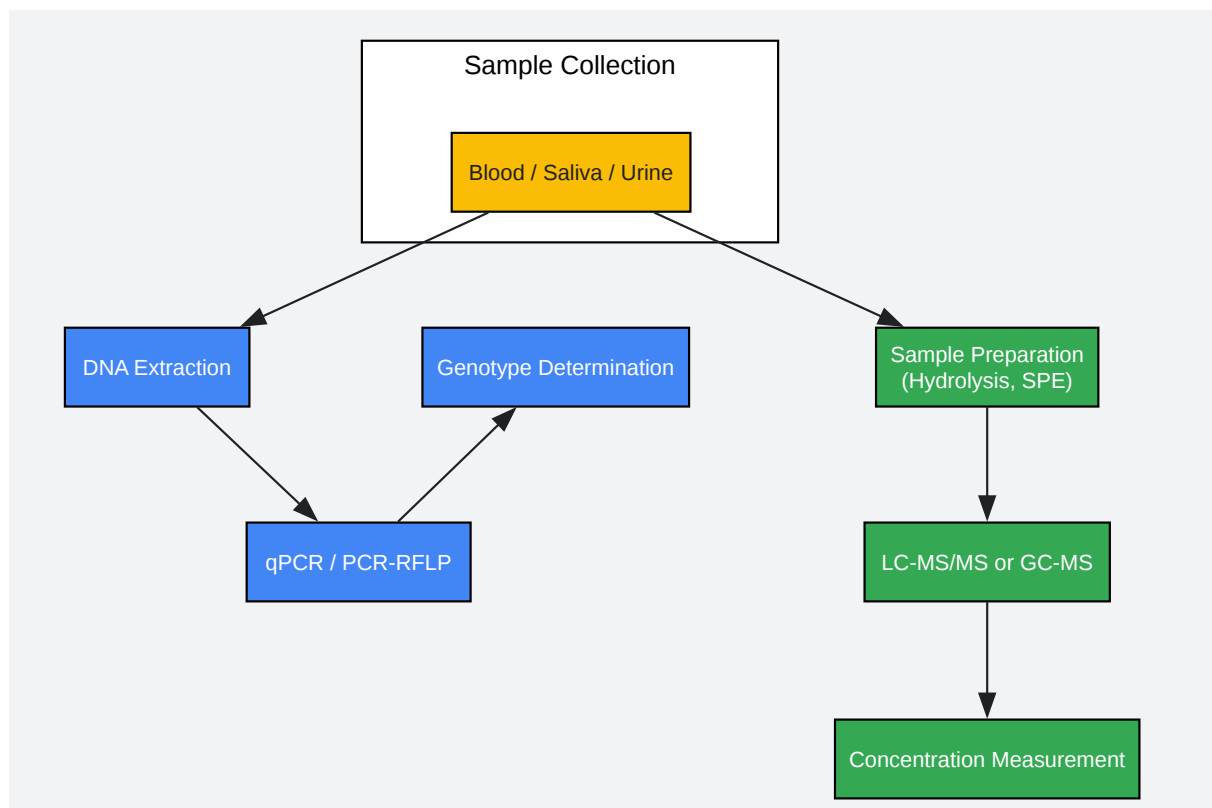 Sample Collection
Blood / Saliva / Urine
DNA Extraction
Genotype Determination
Sample Preparation
(Hydrolysis, SPE)
qPCR / PCR-RFLP
LC-MS/MS or GC-MS
Concentration Measurement